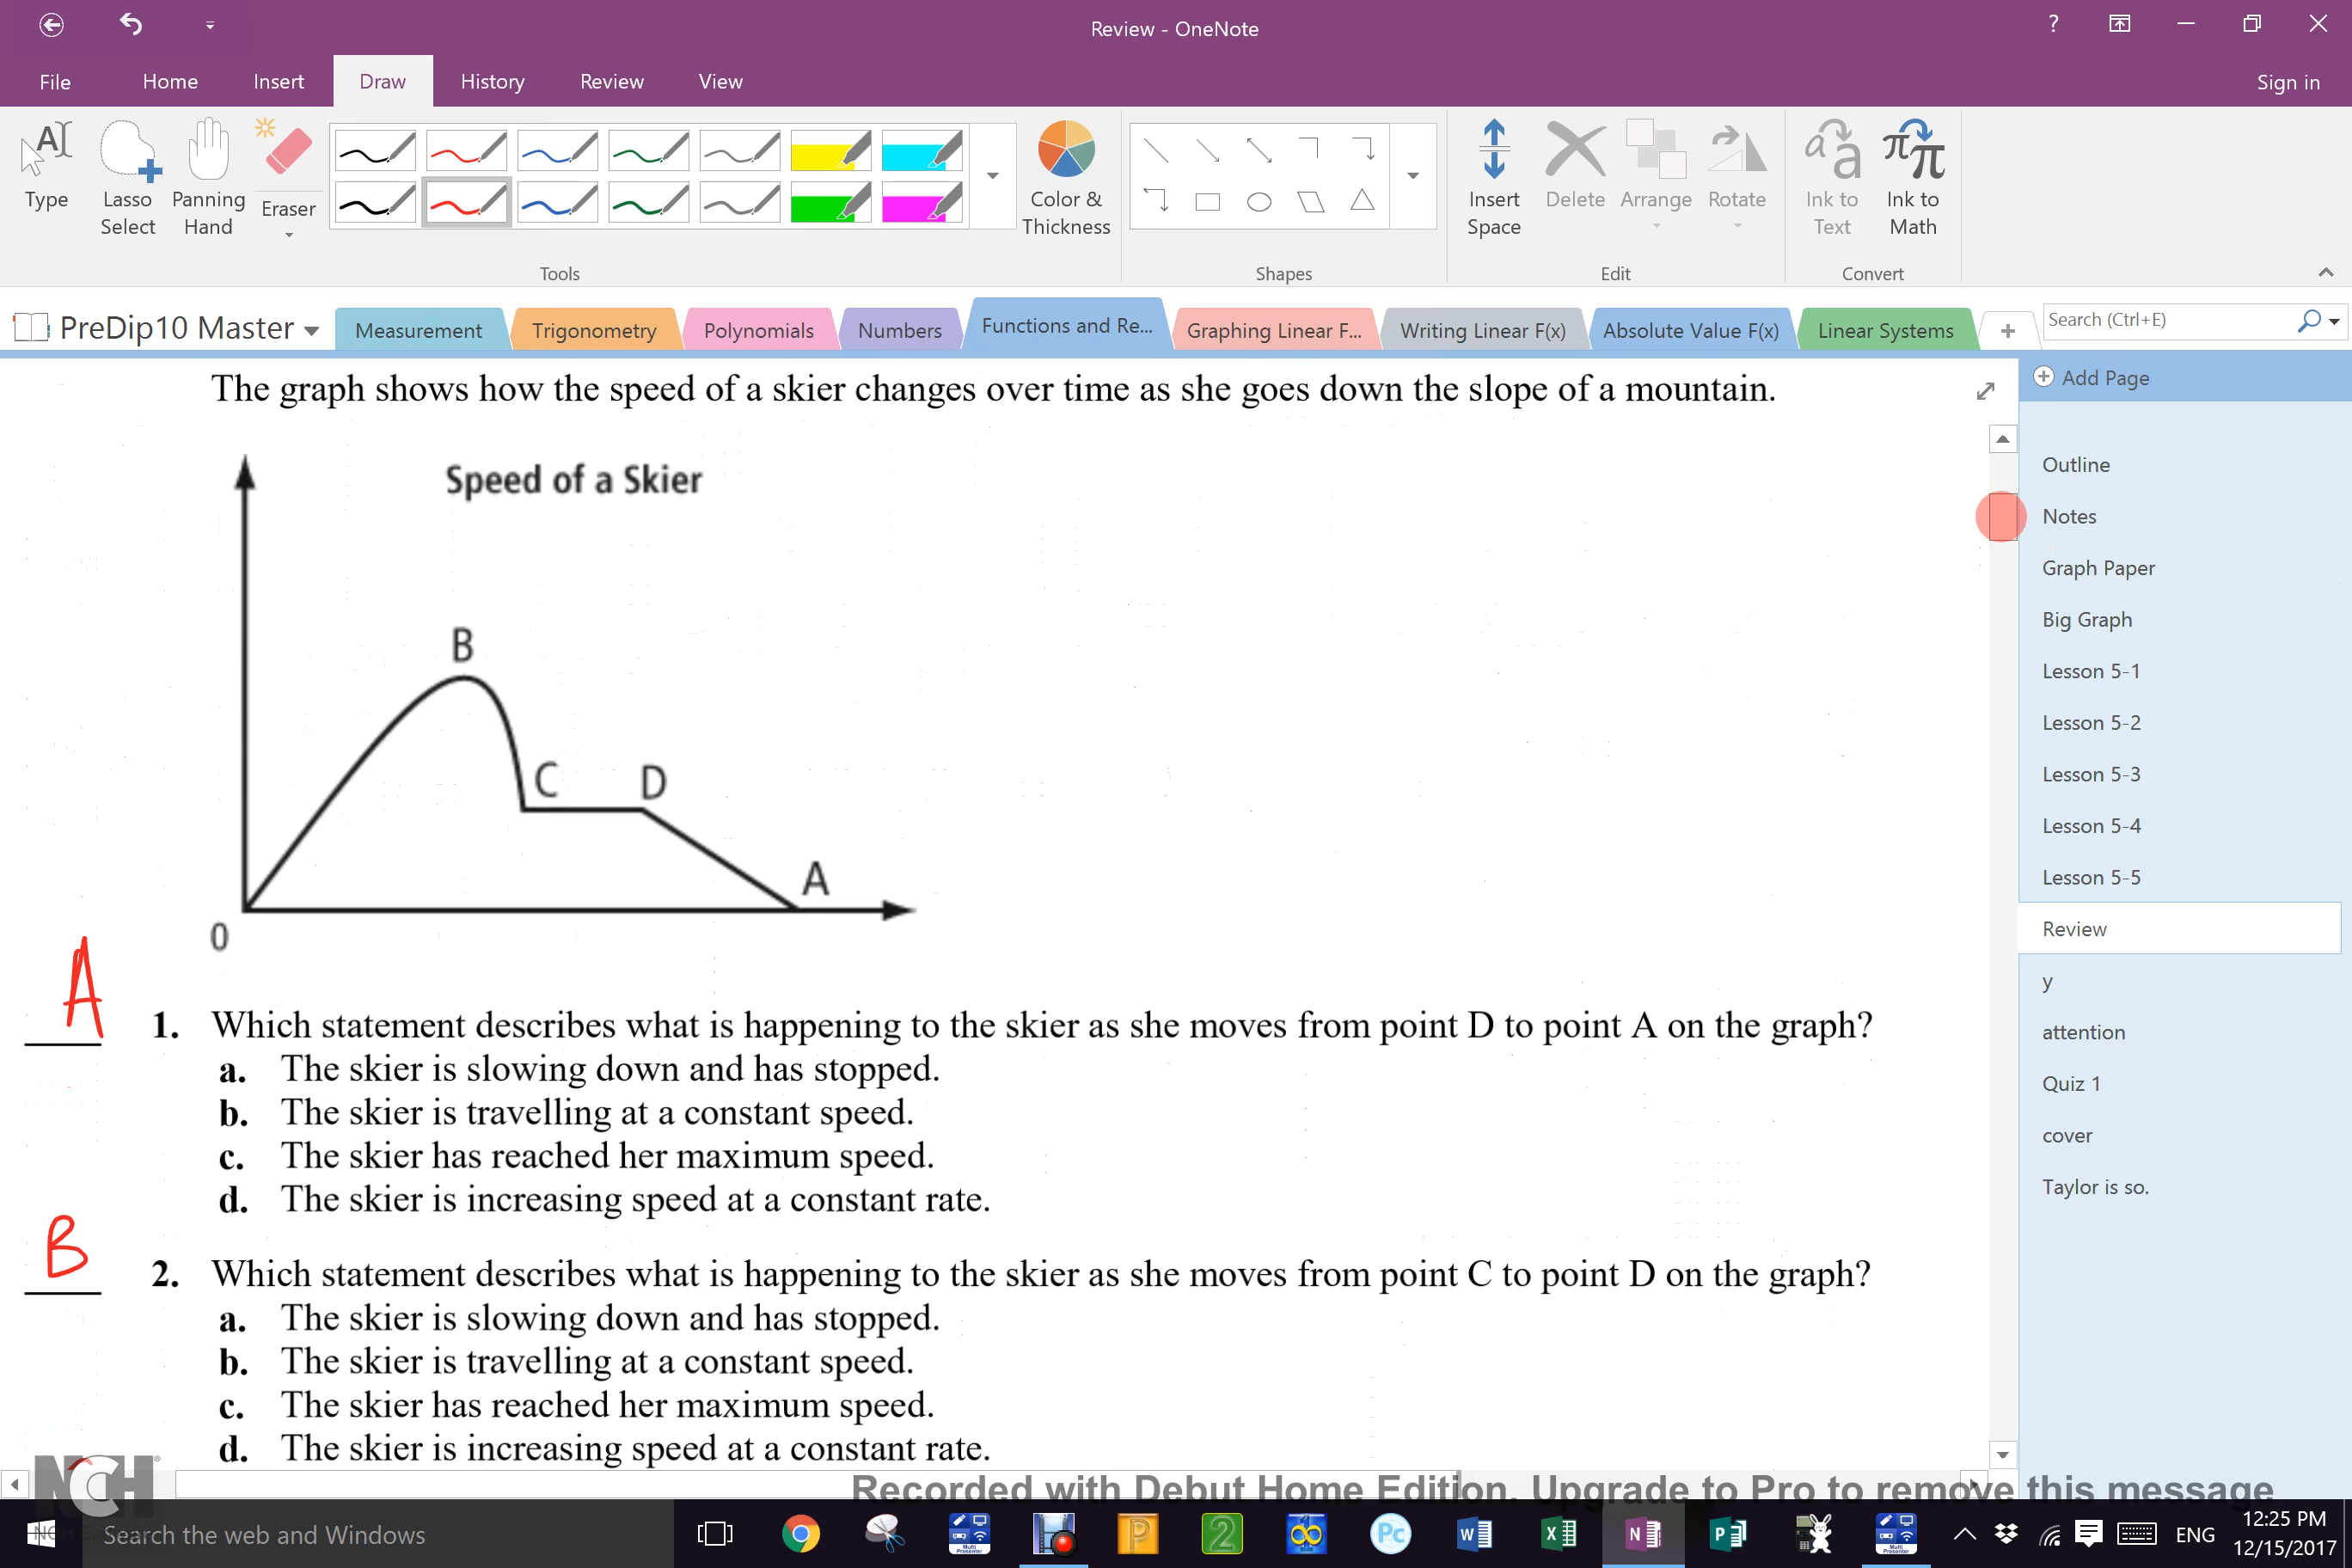 Review - OneNote
?
File Home Insert Draw History Review View Sign in
Type
Lasso Select
Panning Hand
Eraser
Color & Thickness
Insert Space
Delete
Arrange
Rotate
Ink to Text
Ink to Math
Tools Shapes Edit Convert
PreDip10 Master Measurement Trigonometry Polynomials Numbers Functions and Re... Graphing Linear F... Writing Linear F(x) Absolute Value F(x) Linear Systems + Search (Ctrl+E)
Add Page
The graph shows how the speed of a skier changes over time as she goes down the slope of a mountain.
Speed of a Skier
B
C D
A
0
A
1. Which statement describes what is happening to the skier as she moves from point D to point A on the graph?
a. The skier is slowing down and has stopped.
b. The skier is travelling at a constant speed.
c. The skier has reached her maximum speed.
d. The skier is increasing speed at a constant rate.
B
2. Which statement describes what is happening to the skier as she moves from point C to point D on the graph?
a. The skier is slowing down and has stopped.
b. The skier is travelling at a constant speed.
c. The skier has reached her maximum speed.
d. The skier is increasing speed at a constant rate.
Outline
Notes
Graph Paper
Big Graph
Lesson 5-1
Lesson 5-2
Lesson 5-3
Lesson 5-4
Lesson 5-5
Review
y
attention
Quiz 1
cover
Taylor is so.
NCH
Recorded with Debut Home Edition. Upgrade to Pro to remove this message
Search the web and Windows
ENG
12:25 PM
12/15/2017